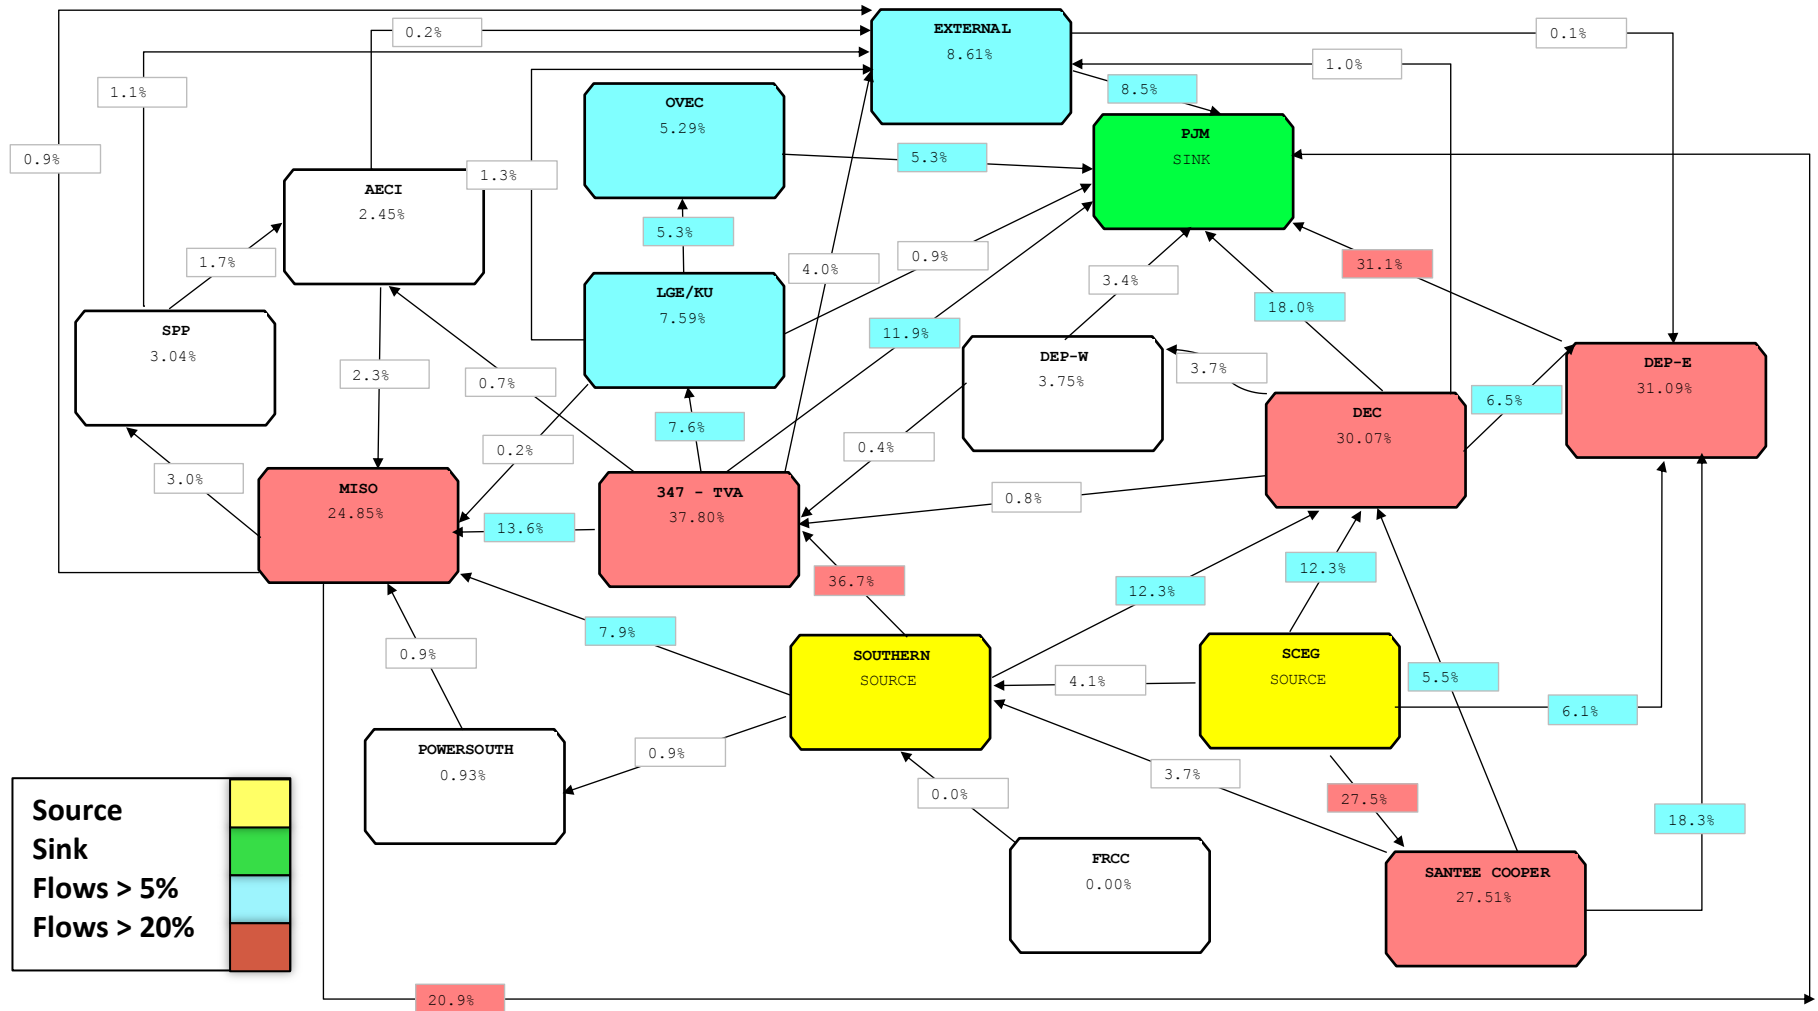 EXTERNAL
8.61%
0.2%
0.1%
1.0%
1.1%
8.5%
OVEC
5.29%
PJM
SINK
0.9%
5.3%
1.3%
AECI
2.45%
5.3%
1.7%
4.0%
0.9%
3.4%
31.1%
LGE/KU
7.59%
18.0%
SPP
3.04%
11.9%
DEP-W
3.75%
3.7%
DEP-E
31.09%
2.3%
0.7%
6.5%
DEC
30.07%
7.6%
0.2%
0.4%
3.0%
MISO
24.85%
347 - TVA
37.80%
0.8%
13.6%
36.7%
12.3%
12.3%
7.9%
0.9%
SOUTHERN
SOURCE
SCEG
SOURCE
4.1%
5.5%
6.1%
POWERSOUTH
0.93%
0.9%
3.7%
0.0%
27.5%
18.3%
FRCC
0.00%
SANTEE COOPER
27.51%
Source
Sink
Flows > 5%
Flows > 20%
20.9%